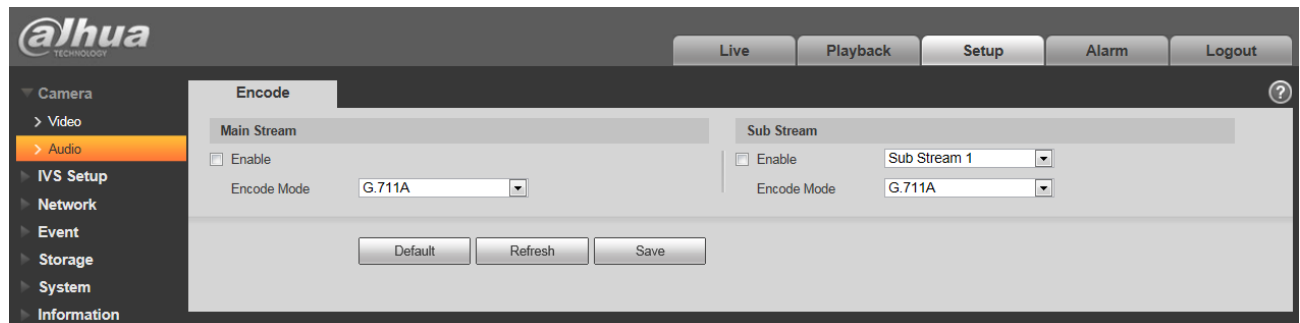 alhua
TECHNOLOGY
Live Playback Setup Alarm Logout
Camera
Video
Audio
IVS Setup
Network
Event
Storage
System
Information
Encode
?
Main Stream
Enable
Encode Mode G.711A
Sub Stream
Enable Sub Stream 1
Encode Mode G.711A
Default Refresh Save